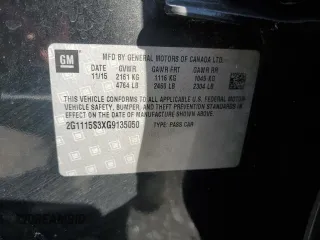 GM
MFD BY GENERAL MOTORS OF CANADA LTD.
DATE GVWR GAWR FRT GAWR RR
11/15 2161 KG 1116 KG 1045 KG
4764 LB 2460 LB 2304 LB
THIS VEHICLE CONFORMS TO ALL APPLICABLE U.S. FEDERAL MOTOR
VEHICLE SAFETY, BUMPER, AND THEFT PREVENTION STANDARDS IN
EFFECT ON THE DATE OF MANUFACTURE SHOWN ABOVE.
2G1115S3XG9135050 TYPE: PASS CAR